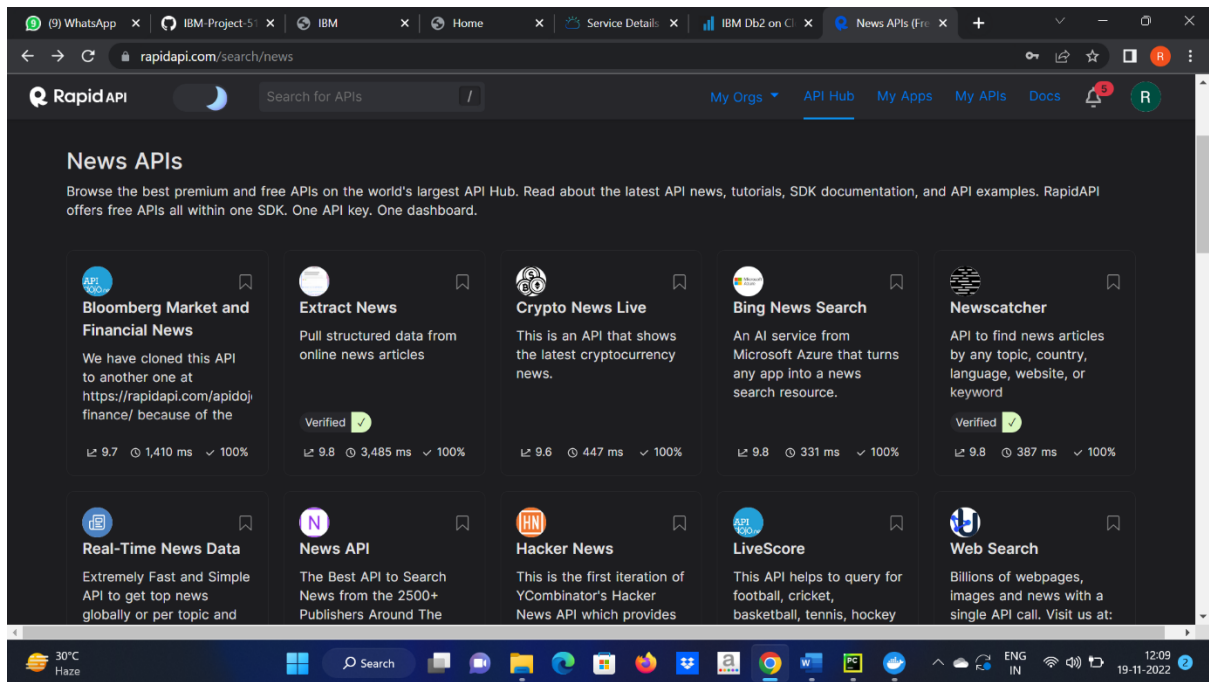 (9) WhatsApp
IBM-Project-51
IBM
Home
Service Details
IBM Db2 on Cl
News APIs (Fre
rapidapi.com/search/news
R
Rapid API
Search for APIs
/
My Orgs
API Hub
My Apps
My APIs
Docs
5
R
News APIs
Browse the best premium and free APIs on the world's largest API Hub. Read about the latest API news, tutorials, SDK documentation, and API examples. RapidAPI
offers free APIs all within one SDK. One API key. One dashboard.
Bloomberg Market and
Financial News
We have cloned this API
to another one at
https://rapidapi.com/apidoj
finance/ because of the
9.7 1,410 ms 100%
Extract News
Pull structured data from
online news articles
Verified
9.8 3,485 ms 100%
Crypto News Live
This is an API that shows
the latest cryptocurrency
news.
9.6 447 ms 100%
Bing News Search
An AI service from
Microsoft Azure that turns
any app into a news
search resource.
9.8 331 ms 100%
Newscatcher
API to find news articles
by any topic, country,
language, website, or
keyword
Verified
9.8 387 ms 100%
Real-Time News Data
Extremely Fast and Simple
API to get top news
globally or per topic and
N
News API
The Best API to Search
News from the 2500+
Publishers Around The
HN
Hacker News
This is the first iteration of
YCombinator's Hacker
News API which provides
LiveScore
This API helps to query for
football, cricket,
basketball, tennis, hockey
Web Search
Billions of webpages,
images and news with a
single API call. Visit us at:
30°C
Haze
Search
ENG
IN
12:09
19-11-2022
2